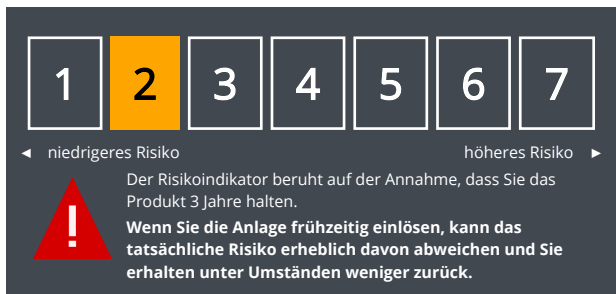 1 2 3 4 5 6 7
◄ niedrigeres Risiko höheres Risiko ►
Der Risikoindikator beruht auf der Annahme, dass Sie das
Produkt 3 Jahre halten.
!
Wenn Sie die Anlage frühzeitig einlösen, kann das
tatsächliche Risiko erheblich davon abweichen und Sie
erhalten unter Umständen weniger zurück.